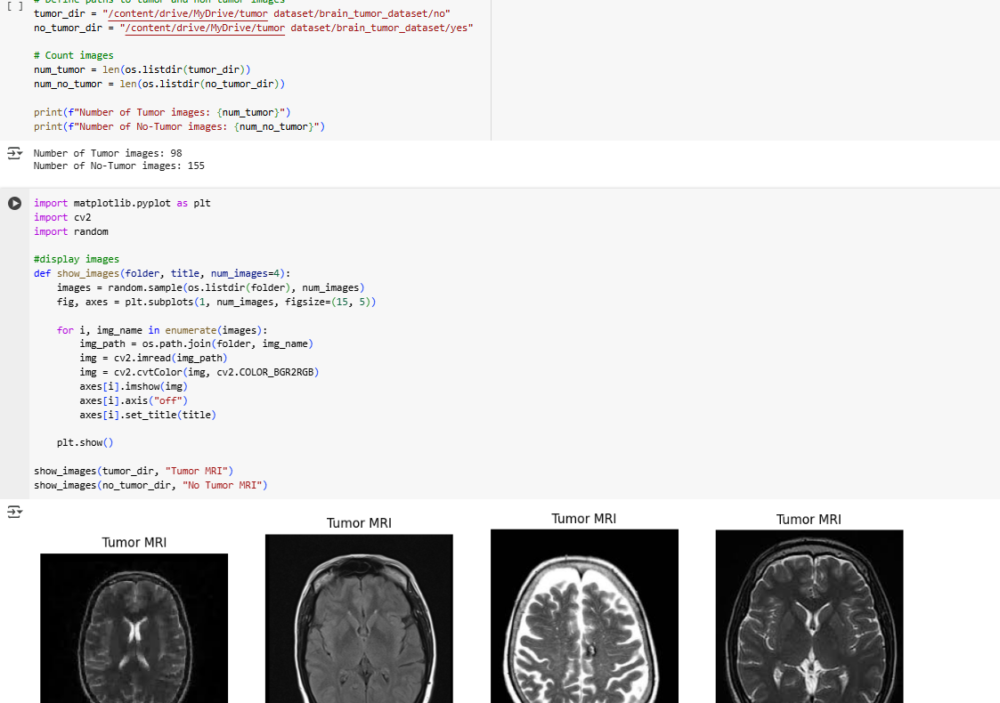 [ ]
# Define paths to tumor and non-tumor images
tumor_dir = "/content/drive/MyDrive/tumor dataset/brain_tumor_dataset/no"
no_tumor_dir = "/content/drive/MyDrive/tumor dataset/brain_tumor_dataset/yes"
# Count images
num_tumor = len(os.listdir(tumor_dir))
num_no_tumor = len(os.listdir(no_tumor_dir))
print(f"Number of Tumor images: {num_tumor}")
print(f"Number of No-Tumor images: {num_no_tumor}")
Number of Tumor images: 98
Number of No-Tumor images: 155
import matplotlib.pyplot as plt
import cv2
import random
#display images
def show_images(folder, title, num_images=4):
    images = random.sample(os.listdir(folder), num_images)
    fig, axes = plt.subplots(1, num_images, figsize=(15, 5))
    for i, img_name in enumerate(images):
        img_path = os.path.join(folder, img_name)
        img = cv2.imread(img_path)
        img = cv2.cvtColor(img, cv2.COLOR_BGR2RGB)
        axes[i].imshow(img)
        axes[i].axis("off")
        axes[i].set_title(title)
    plt.show()
show_images(tumor_dir, "Tumor MRI")
show_images(no_tumor_dir, "No Tumor MRI")
Tumor MRI
Tumor MRI
Tumor MRI
Tumor MRI